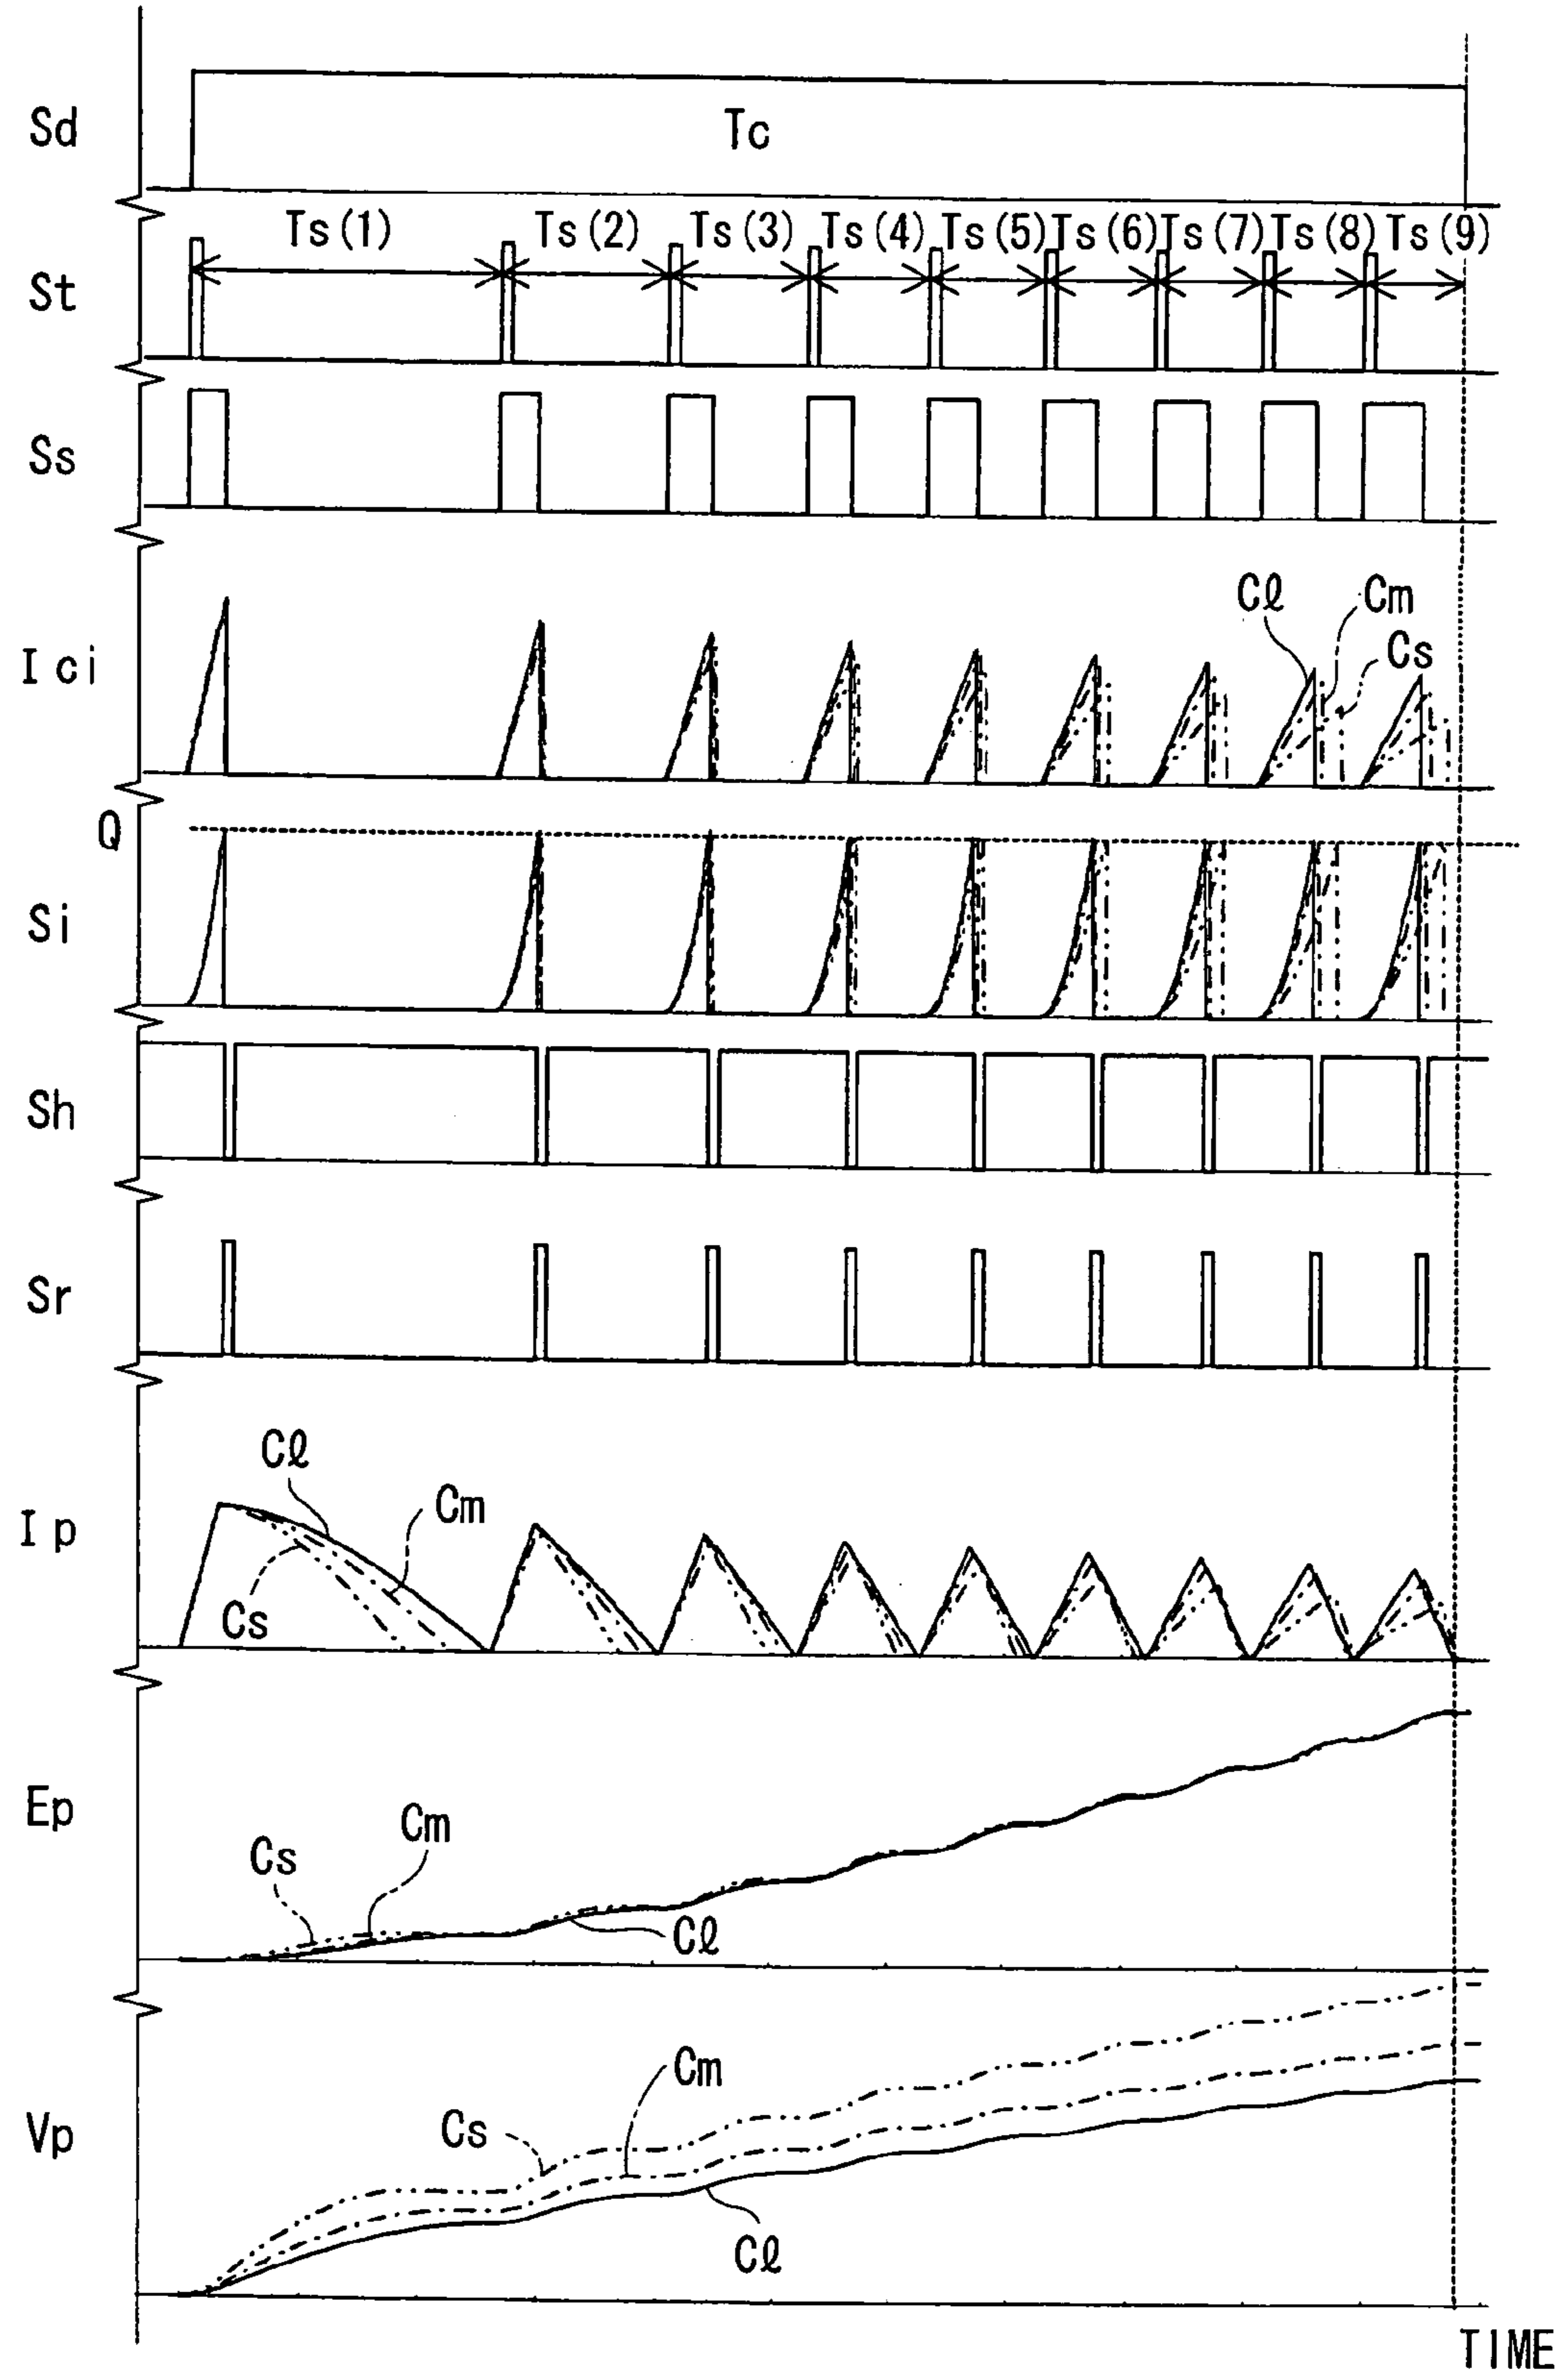 Sd
Tc
St
Ts(1) Ts(2) Ts(3) Ts(4) Ts(5) Ts(6) Ts(7) Ts(8) Ts(9)
Ss
Ici
Cℓ
Cm
Cs
Q
Si
Sh
Sr
Ip
Cℓ
Cm
Cs
Ep
Cs
Cm
Cℓ
Vp
Cs
Cm
Cℓ
TIME